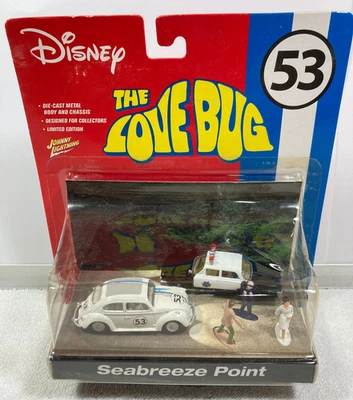 Disney
53
• DIE-CAST METAL
BODY AND CHASSIS
• DESIGNED FOR COLLECTORS
• LIMITED EDITION
JOHNNY
LIGHTNING
THE
LOVE BUG
53
53
Seabreeze Point